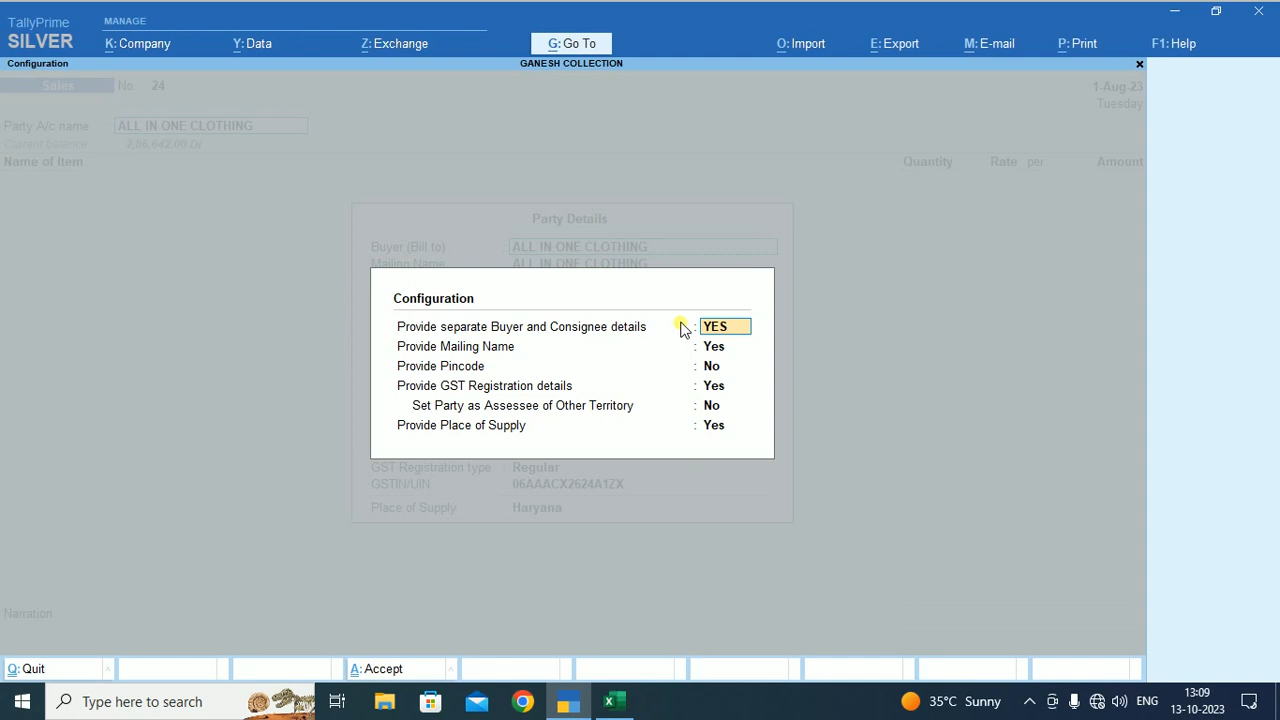 TallyPrime
SILVER
MANAGE
K: Company
Y: Data
Z: Exchange
G: Go To
O: Import
E: Export
M: E-mail
P: Print
F1: Help
Configuration
GANESH COLLECTION
Sales
No. 24
1-Aug-23
Tuesday
Party A/c name
ALL IN ONE CLOTHING
Current balance
Name of Item
Quantity
Rate per
Amount
Party Details
Buyer (Bill to)
ALL IN ONE CLOTHING
Mailing Name
ALL IN ONE CLOTHING
Configuration
Provide separate Buyer and Consignee details : YES
Provide Mailing Name : Yes
Provide Pincode : No
Provide GST Registration details : Yes
Set Party as Assessee of Other Territory : No
Provide Place of Supply : Yes
GST Registration type : Regular
GSTIN/UIN : 06AAACX2624A1ZX
Place of Supply : Haryana
Narration
Q: Quit
A: Accept
Type here to search
35°C Sunny
ENG
13:09
13-10-2023